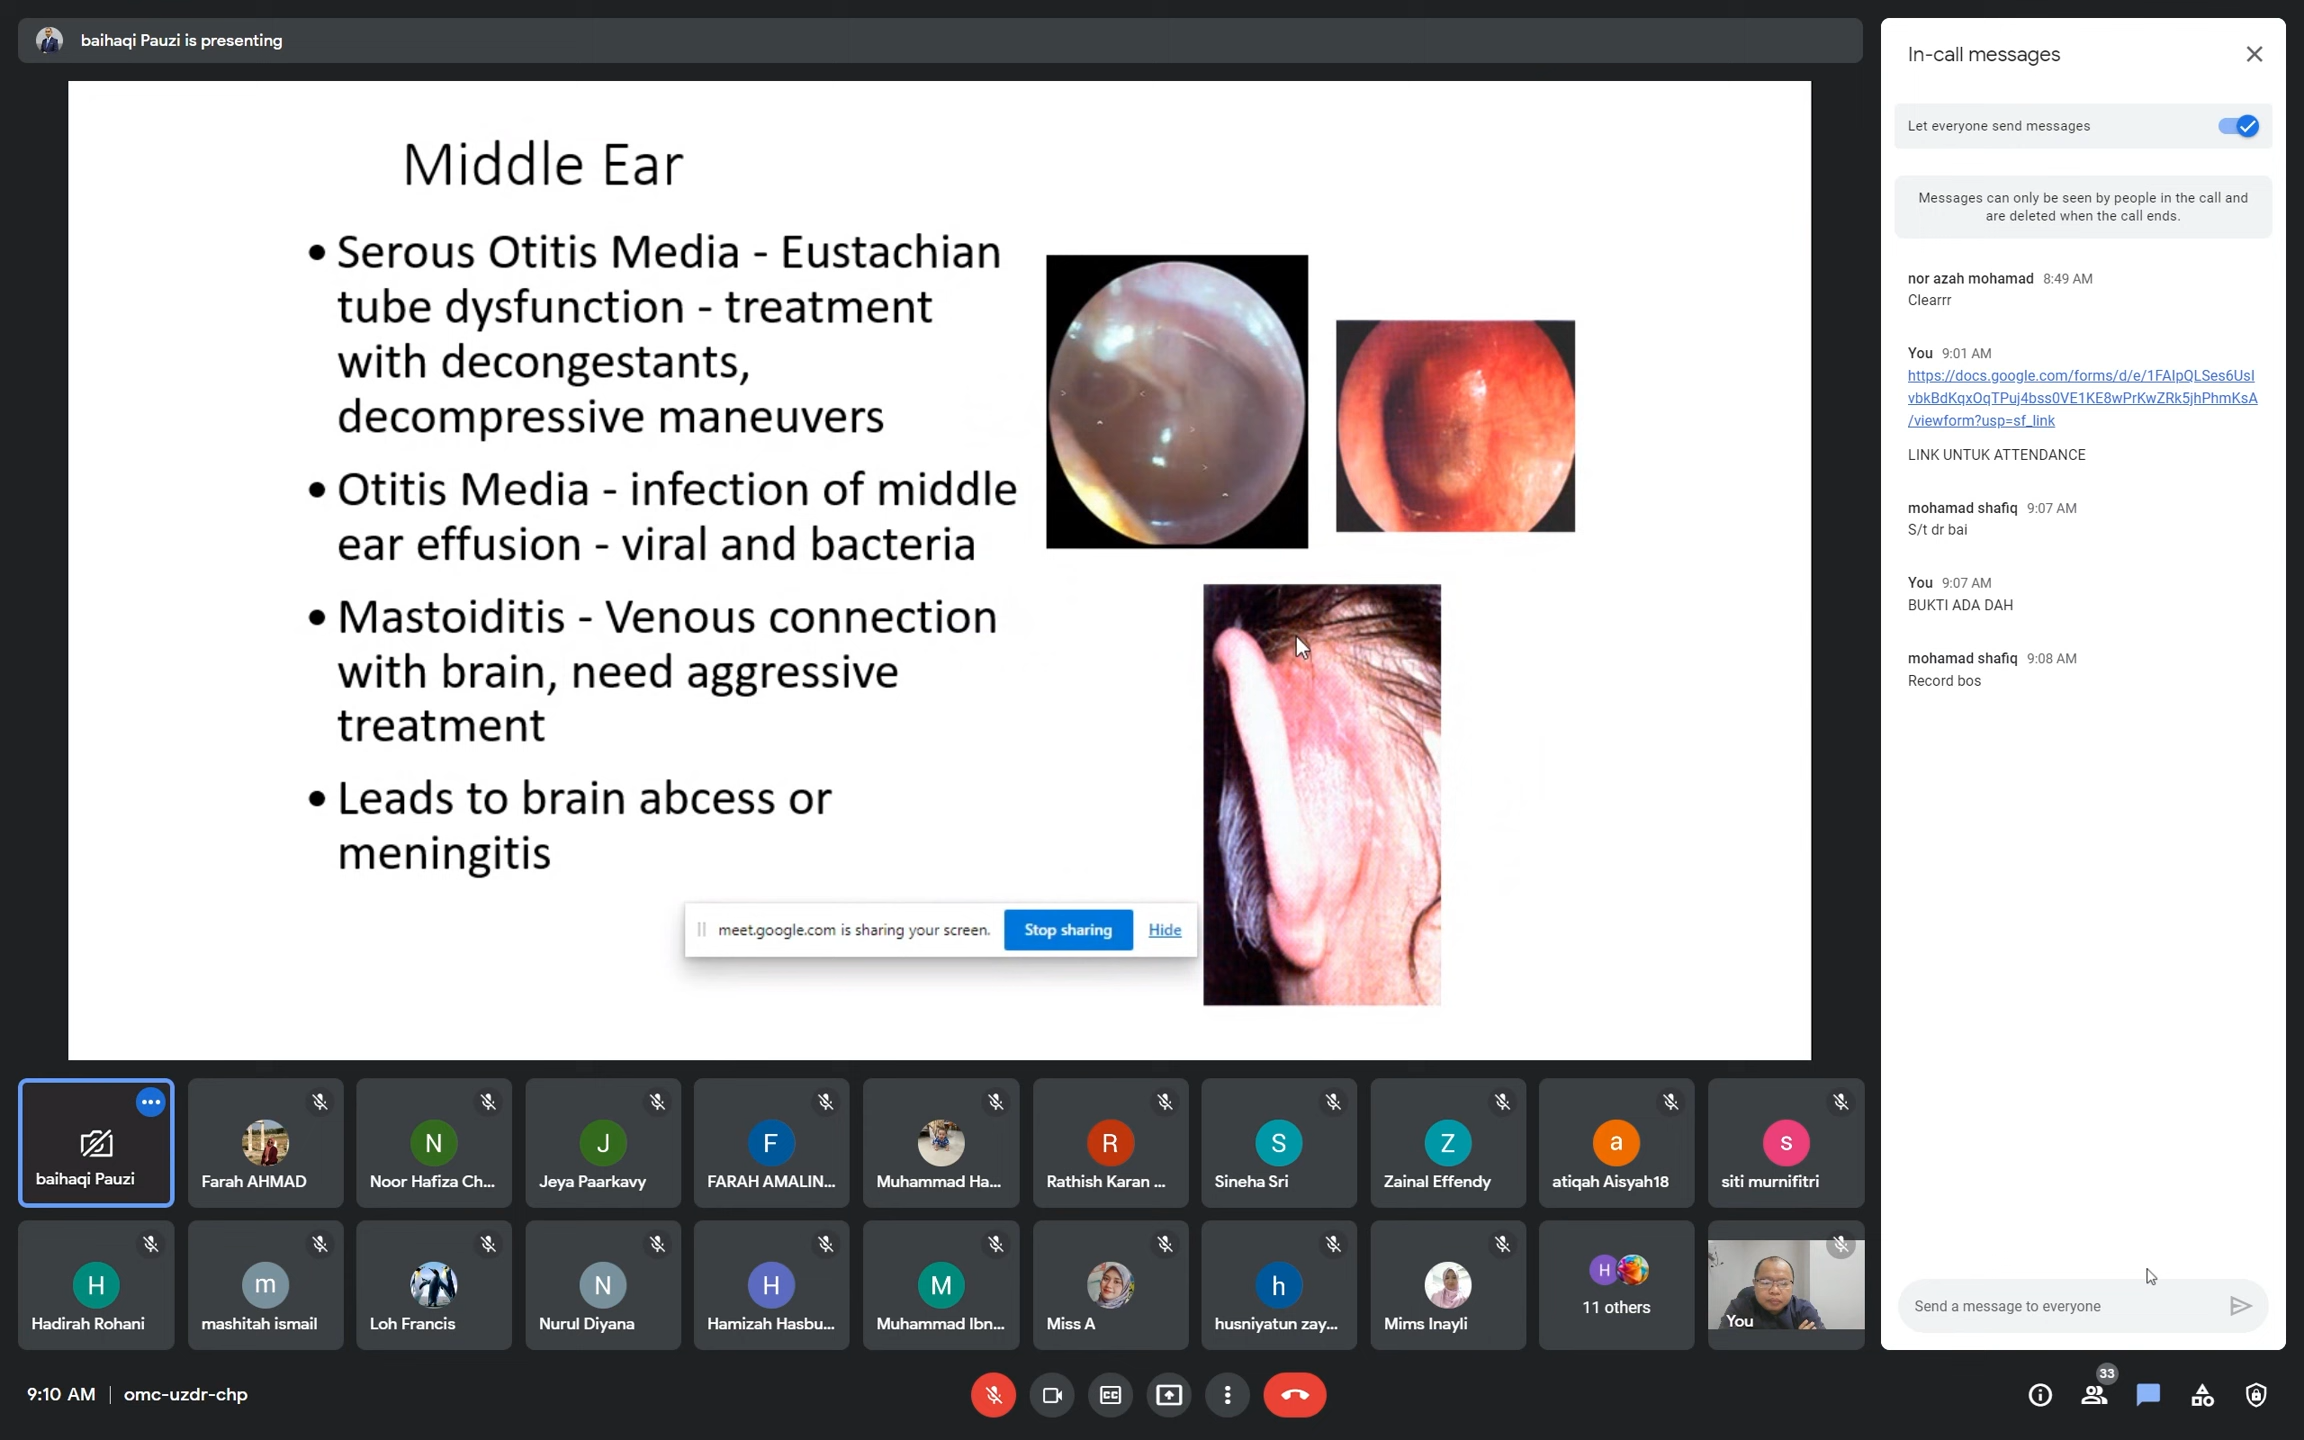 baihaqi Pauzi is presenting
Middle Ear
• Serous Otitis Media - Eustachian
tube dysfunction - treatment
with decongestants,
decompressive maneuvers
• Otitis Media - infection of middle
ear effusion - viral and bacteria
• Mastoiditis - Venous connection
with brain, need aggressive
treatment
• Leads to brain abcess or
meningitis
meet.google.com is sharing your screen. Stop sharing Hide
baihaqi Pauzi
Farah AHMAD
N
Noor Hafiza Ch...
J
Jeya Paarkavy
F
FARAH AMALIN...
Muhammad Ha...
R
Rathish Karan ...
S
Sineha Sri
Z
Zainal Effendy
a
atiqah Aisyah18
s
siti murnifitri
H
Hadirah Rohani
m
mashitah ismail
Loh Francis
N
Nurul Diyana
H
Hamizah Hasbu...
M
Muhammad Ibn...
Miss A
h
husniyatun zay...
Mims Inayli
H
11 others
You
9:10 AM | omc-uzdr-chp
CC
33
In-call messages
Let everyone send messages
Messages can only be seen by people in the call and
are deleted when the call ends.
nor azah mohamad 8:49 AM
Clearrr
You 9:01 AM
https://docs.google.com/forms/d/e/1FAIpQLSes6UsI
vbkBdKqxOqTPuj4bss0VE1KE8wPrKwZRk5jhPhmKsA
/viewform?usp=sf_link
LINK UNTUK ATTENDANCE
mohamad shafiq 9:07 AM
S/t dr bai
You 9:07 AM
BUKTI ADA DAH
mohamad shafiq 9:08 AM
Record bos
Send a message to everyone